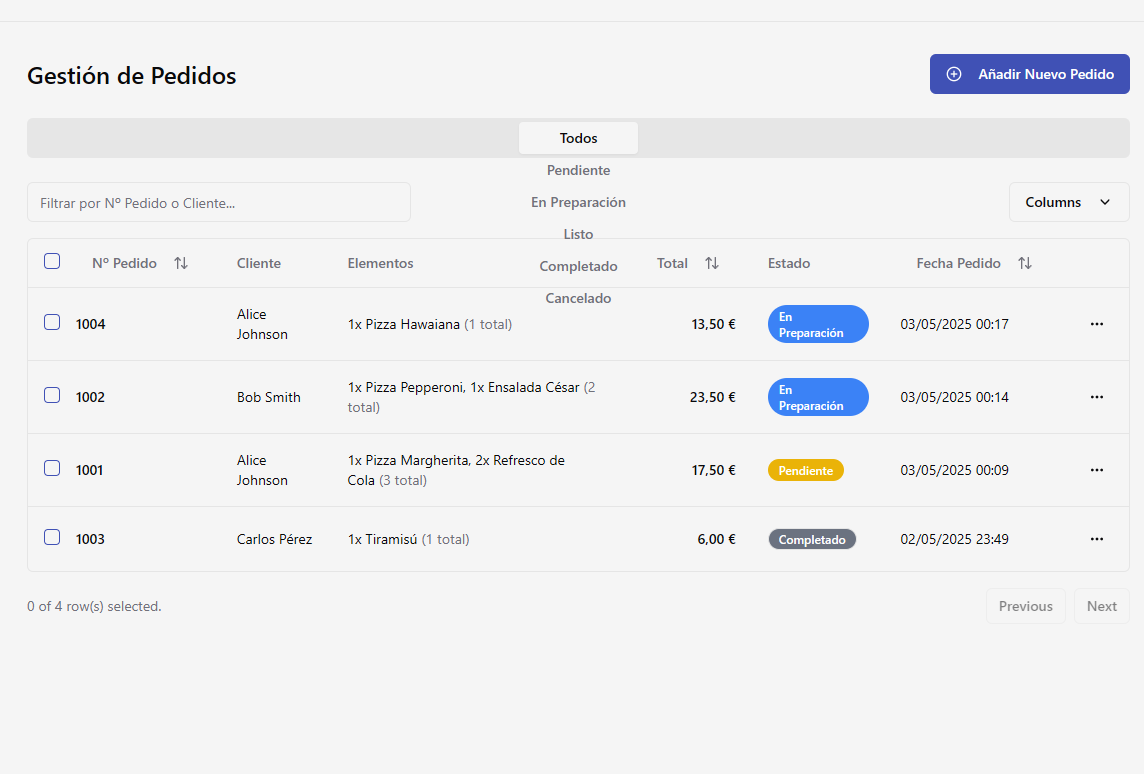 Gestión de Pedidos
Añadir Nuevo Pedido
Todos
Pendiente
En Preparación
Listo
Completado
Cancelado
Filtrar por Nº Pedido o Cliente...
Columns
Nº Pedido Cliente Elementos Total Estado Fecha Pedido
1004 Alice Johnson 1x Pizza Hawaiana (1 total) 13,50 € En Preparación 03/05/2025 00:17
1002 Bob Smith 1x Pizza Pepperoni, 1x Ensalada César (2 total) 23,50 € En Preparación 03/05/2025 00:14
1001 Alice Johnson 1x Pizza Margherita, 2x Refresco de Cola (3 total) 17,50 € Pendiente 03/05/2025 00:09
1003 Carlos Pérez 1x Tiramisú (1 total) 6,00 € Completado 02/05/2025 23:49
0 of 4 row(s) selected.
Previous Next